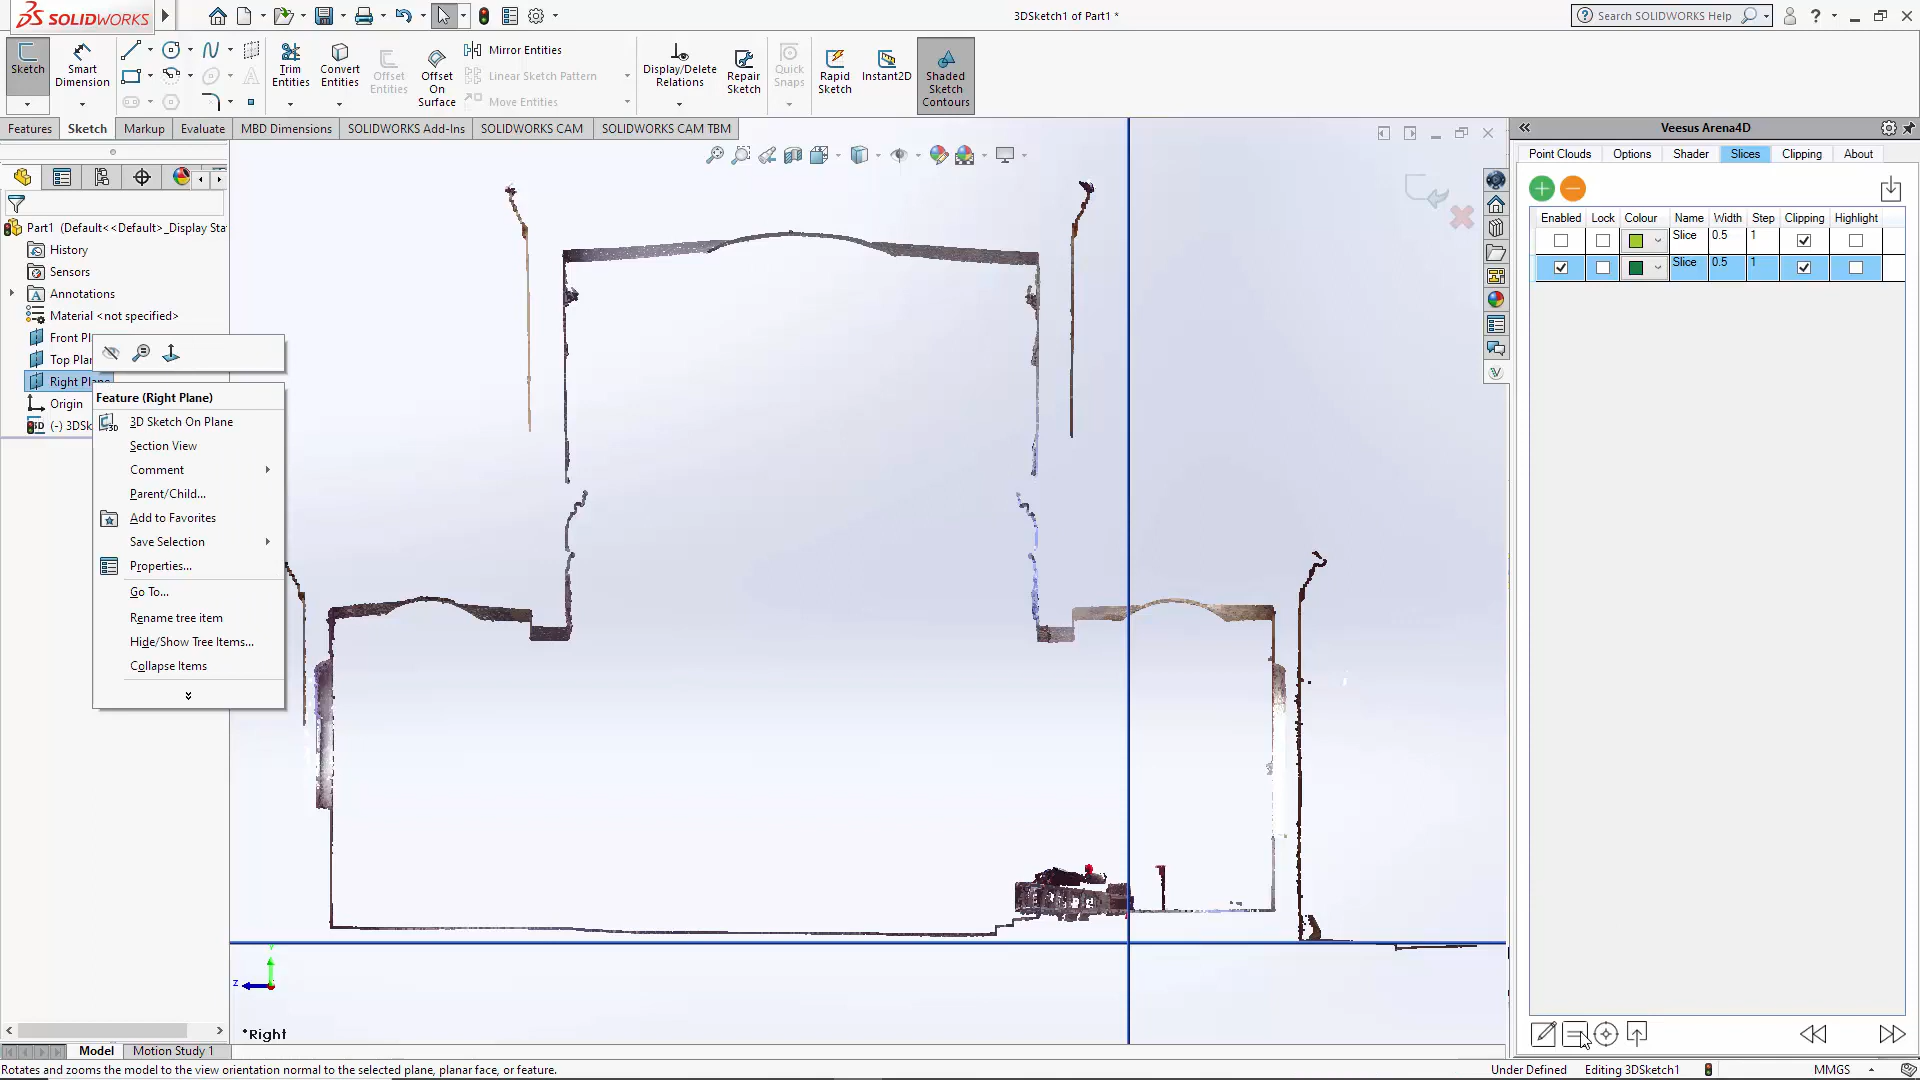 SOLIDWORKS
3DSketch1 of Part1 *
Search SOLIDWORKS Help
Sketch
Smart Dimension
Trim Entities
Convert Entities
Offset Entities
Offset On Surface
Mirror Entities
Linear Sketch Pattern
Move Entities
Display/Delete Relations
Repair Sketch
Quick Snaps
Rapid Sketch
Instant2D
Shaded Sketch Contours
Features Sketch Markup Evaluate MBD Dimensions SOLIDWORKS Add-Ins SOLIDWORKS CAM SOLIDWORKS CAM TBM
Part1 (Default<<Default>_Display Sta
History
Sensors
Annotations
Material <not specified>
Front Pl
Top Plan
Right Plane
Origin
(-) 3DSk
Feature (Right Plane)
3D Sketch On Plane
Section View
Comment
Parent/Child...
Add to Favorites
Save Selection
Properties...
Go To...
Rename tree item
Hide/Show Tree Items...
Collapse Items
Z
*Right
Veesus Arena4D
Point Clouds Options Shader Slices Clipping About
Enabled Lock Colour Name Width Step Clipping Highlight
Slice 0.5 1
Slice 0.5 1
Model Motion Study 1
Rotates and zooms the model to the view orientation normal to the selected plane, planar face, or feature.
Under Defined Editing 3DSketch1 MMGS